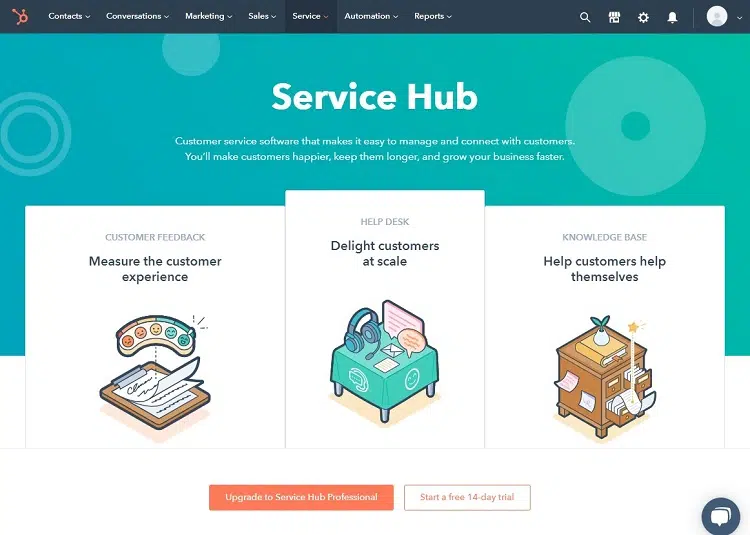 Contacts Conversations Marketing Sales Service Automation Reports
Service Hub
Customer service software that makes it easy to manage and connect with customers.
You'll make customers happier, keep them longer, and grow your business faster.
CUSTOMER FEEDBACK
Measure the customer
experience
HELP DESK
Delight customers
at scale
KNOWLEDGE BASE
Help customers help
themselves
Upgrade to Service Hub Professional
Start a free 14-day trial